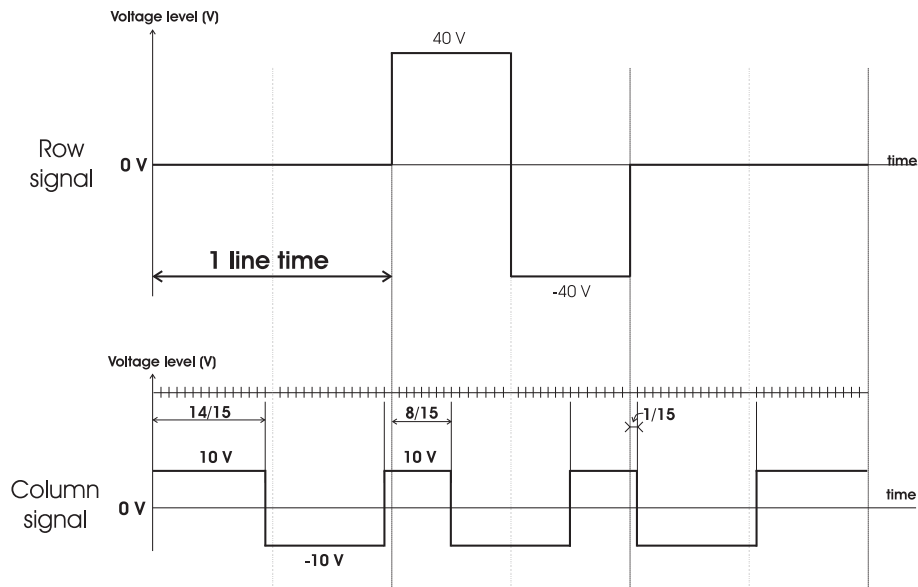 Voltage level (V)
40 V
Row
signal
0 V
time
1 line time
-40 V
Voltage level (V)
14/15
8/15
1/15
10 V
10 V
Column
signal
0 V
time
-10 V